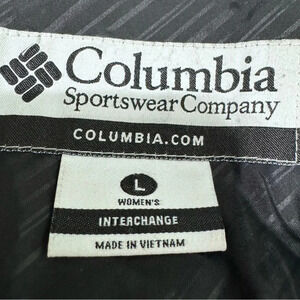 Columbia
Sportswear Company
COLUMBIA.COM
L
WOMEN'S
INTERCHANGE
MADE IN VIETNAM